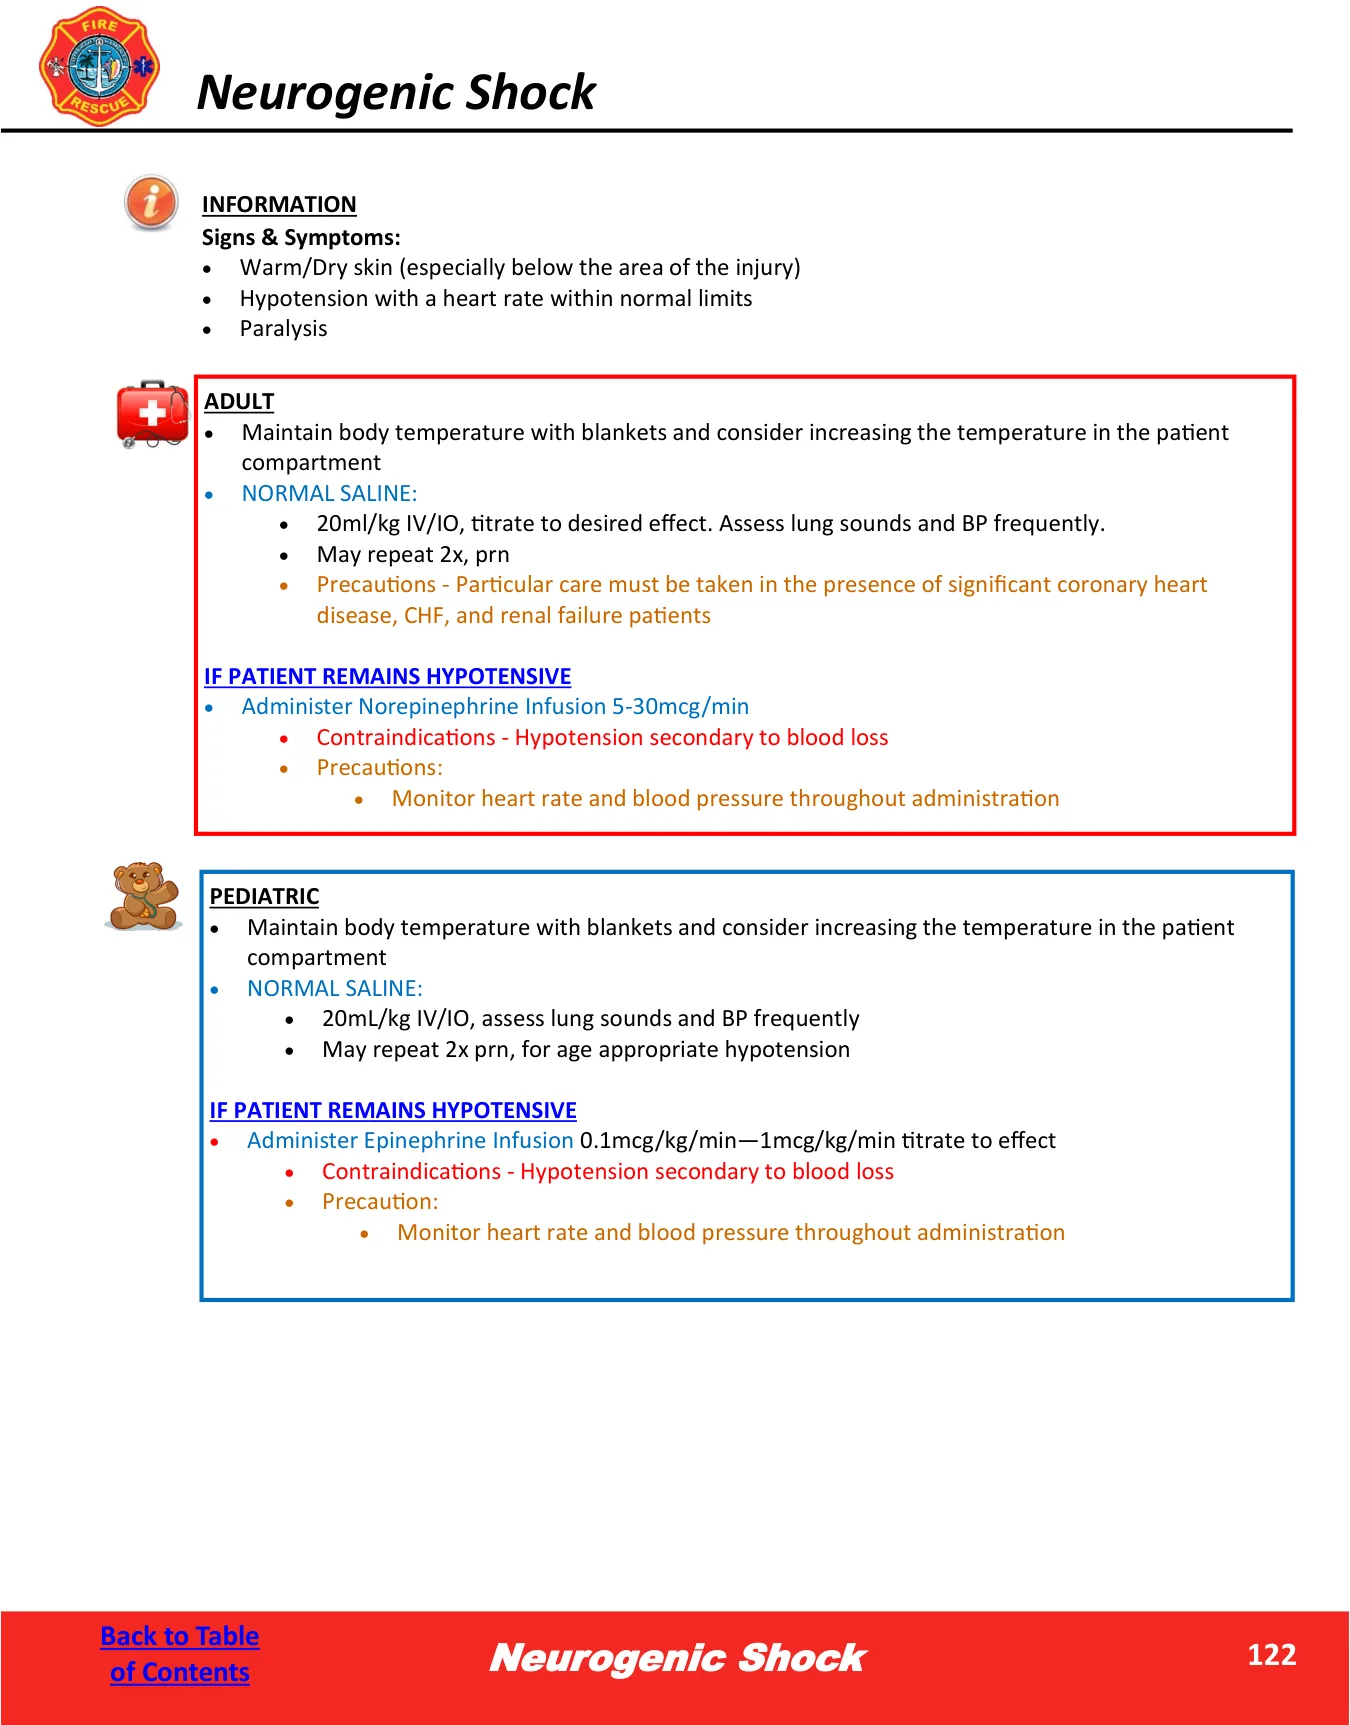 FIRE
RESCUE
Neurogenic Shock
INFORMATION
Signs & Symptoms:
• Warm/Dry skin (especially below the area of the injury)
• Hypotension with a heart rate within normal limits
• Paralysis
ADULT
• Maintain body temperature with blankets and consider increasing the temperature in the patient
compartment
• NORMAL SALINE:
• 20ml/kg IV/IO, titrate to desired effect. Assess lung sounds and BP frequently.
• May repeat 2x, prn
• Precautions - Particular care must be taken in the presence of significant coronary heart
disease, CHF, and renal failure patients
IF PATIENT REMAINS HYPOTENSIVE
• Administer Norepinephrine Infusion 5-30mcg/min
• Contraindications - Hypotension secondary to blood loss
• Precautions:
• Monitor heart rate and blood pressure throughout administration
PEDIATRIC
• Maintain body temperature with blankets and consider increasing the temperature in the patient
compartment
• NORMAL SALINE:
• 20mL/kg IV/IO, assess lung sounds and BP frequently
• May repeat 2x prn, for age appropriate hypotension
IF PATIENT REMAINS HYPOTENSIVE
• Administer Epinephrine Infusion 0.1mcg/kg/min—1mcg/kg/min titrate to effect
• Contraindications - Hypotension secondary to blood loss
• Precaution:
• Monitor heart rate and blood pressure throughout administration
Back to Table
of Contents
Neurogenic Shock
122